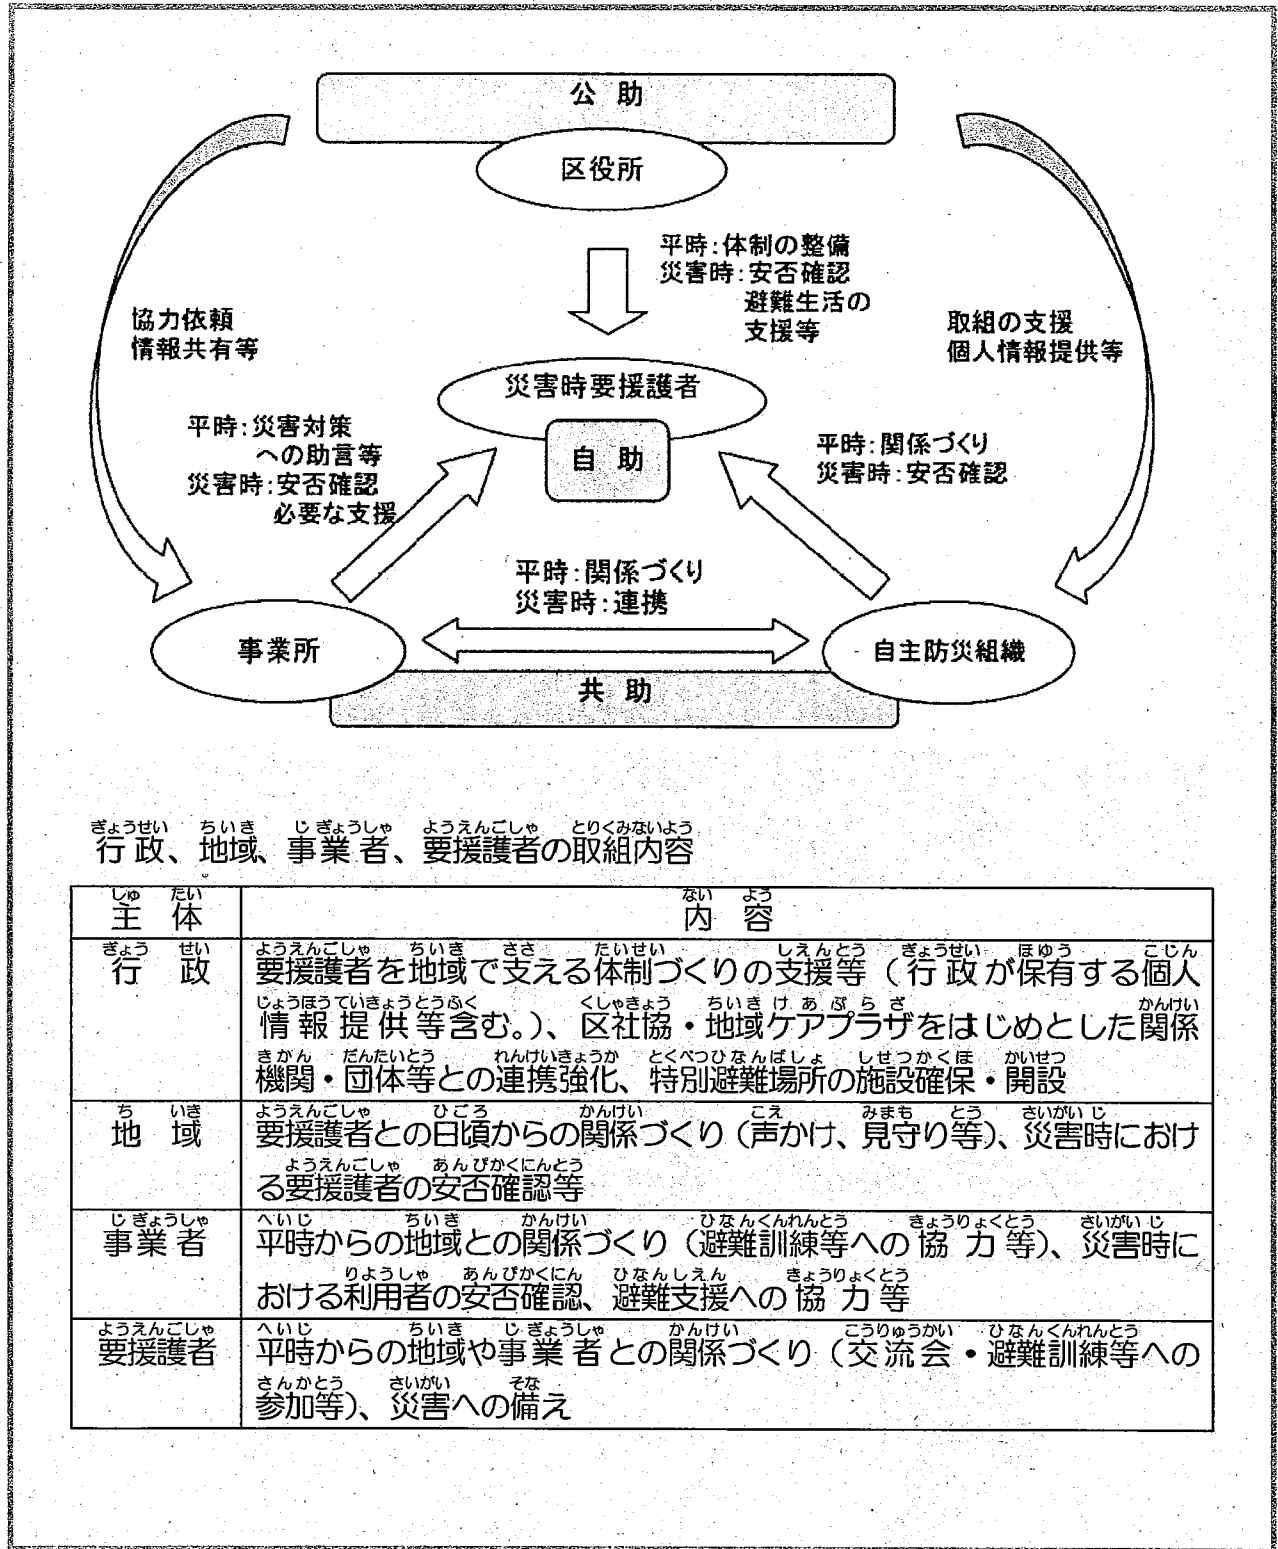 公 助
区役所
平時：体制の整備
災害時：安否確認
避難生活の
支援等
協力依頼
情報共有等
取組の支援
個人情報提供等
災害時要援護者
自 助
平時：災害対策
への助言等
災害時：安否確認
必要な支援
平時：関係づくり
災害時：安否確認
平時：関係づくり
災害時：連携
事業所
自主防災組織
共 助
ぎょうせい ちいき じぎょうしゃ ようえんごしゃ とりくみないよう
行政、地域、事業者、要援護者の取組内容
しゅ たい ない よう
主 体 内 容
ぎょう せい ようえんごしゃ ちいき ささ たいせい しえんとう ぎょうせい ほゆう こじん
行 政 要援護者を地域で支える体制づくりの支援等（行政が保有する個人
じょうほうていきょうとうふく くしゃきょう ちいきけあぷらざ かんけい
情報提供等含む。）、区社協・地域ケアプラザをはじめとした関係
きかん だんたいとう れんけいきょうか とくべつひなんばしょ しせつかくほ かいせつ
機関・団体等との連携強化、特別避難場所の施設確保・開設
ち いき ようえんごしゃ ひごろ かんけい こえ みまも とう さいがいじ
地 域 要援護者との日頃からの関係づくり（声かけ、見守り等）、災害時におけ
ようえんごしゃ あんぴかくにんとう
る要援護者の安否確認等
じぎょうしゃ へいじ ちいき かんけい ひなんくんれんとう きょうりょくとう さいがいじ
事業者 平時からの地域との関係づくり（避難訓練等への協力等）、災害時に
りようしゃ あんぴかくにん ひなんしえん きょうりょくとう
おける利用者の安否確認、避難支援への協力等
ようえんごしゃ へいじ ちいき じぎょうしゃ かんけい こうりゅうかい ひなんくんれんとう
要援護者 平時からの地域や事業者との関係づくり（交流会・避難訓練等への
さんかとう さいがい そな
参加等）、災害への備え